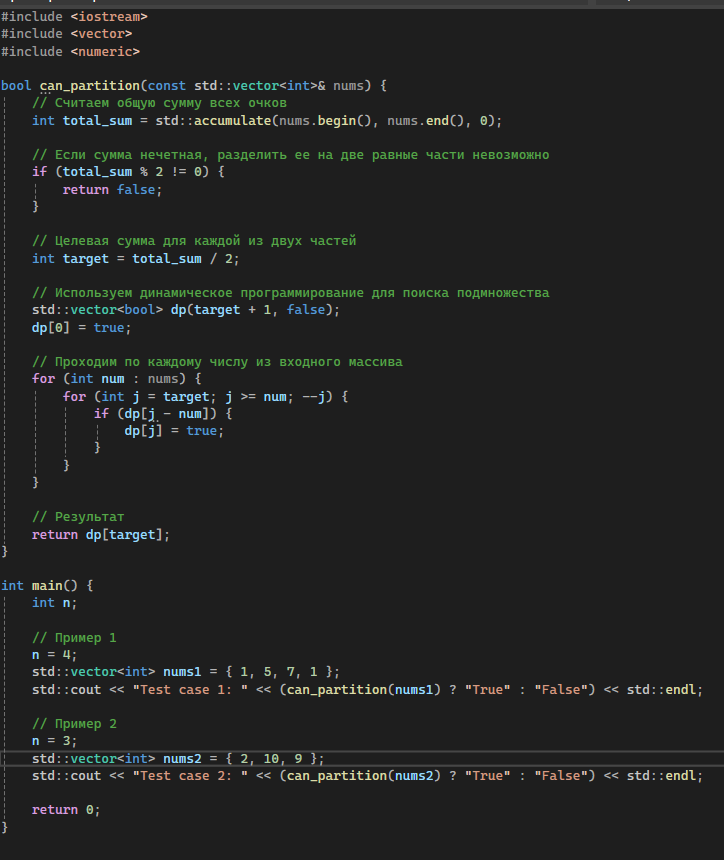 #include <iostream>
#include <vector>
#include <numeric>
bool can_partition(const std::vector<int>& nums) {
// Считаем общую сумму всех очков
int total_sum = std::accumulate(nums.begin(), nums.end(), 0);
// Если сумма нечетная, разделить ее на две равные части невозможно
if (total_sum % 2 != 0) {
return false;
}
// Целевая сумма для каждой из двух частей
int target = total_sum / 2;
// Используем динамическое программирование для поиска подмножества
std::vector<bool> dp(target + 1, false);
dp[0] = true;
// Проходим по каждому числу из входного массива
for (int num : nums) {
for (int j = target; j >= num; --j) {
if (dp[j - num]) {
dp[j] = true;
}
}
}
// Результат
return dp[target];
}
int main() {
int n;
// Пример 1
n = 4;
std::vector<int> nums1 = { 1, 5, 7, 1 };
std::cout << "Test case 1: " << (can_partition(nums1) ? "True" : "False") << std::endl;
// Пример 2
n = 3;
std::vector<int> nums2 = { 2, 10, 9 };
std::cout << "Test case 2: " << (can_partition(nums2) ? "True" : "False") << std::endl;
return 0;
}